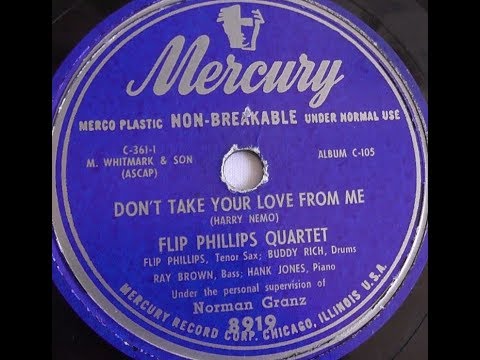 Mercury
MERCO PLASTIC NON-BREAKABLE UNDER NORMAL USE
C-361-1
M. WHITMARK & SON
(ASCAP)
ALBUM C-105
DON'T TAKE YOUR LOVE FROM ME
(HARRY NEMO)
FLIP PHILLIPS QUARTET
FLIP PHILLIPS, Tenor Sax; BUDDY RICH, Drums
RAY BROWN, Bass; HANK JONES, Piano
Under the personal supervision of
Norman Granz
8919
MERCURY RECORD CORP. CHICAGO, ILLINOIS U.S.A.